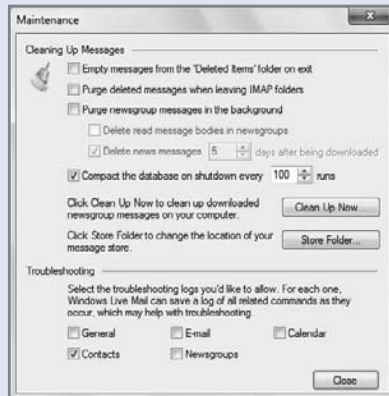 Maintenance
Cleaning Up Messages
Empty messages from the 'Deleted Items' folder on exit
Purge deleted messages when leaving IMAP folders
Purge newsgroup messages in the background
Delete read message bodies in newsgroups
Delete news messages 5 days after being downloaded
Compact the database on shutdown every 100 runs
Click Clean Up Now to clean up downloaded
newsgroup messages on your computer.
Clean Up Now...
Click Store Folder to change the location of your
message store.
Store Folder...
Troubleshooting
Select the troubleshooting logs you'd like to allow. For each one,
Windows Live Mail can save a log of all related commands as they
occur, which may help with troubleshooting.
General E-mail Calendar
Contacts Newsgroups
Close